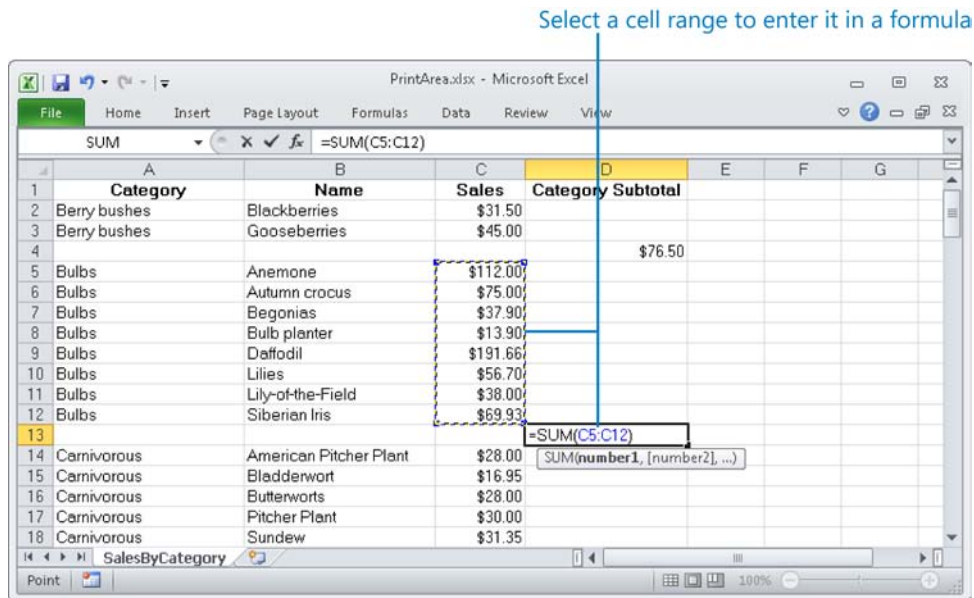 Select a cell range to enter it in a formula
PrintArea.xlsx - Microsoft Excel
File Home Insert Page Layout Formulas Data Review View
SUM fx =SUM(C5:C12)
A B C D E F G
1 Category Name Sales Category Subtotal
2 Berry bushes Blackberries $31.50
3 Berry bushes Gooseberries $45.00
4 $76.50
5 Bulbs Anemone $112.00
6 Bulbs Autumn crocus $75.00
7 Bulbs Begonias $37.90
8 Bulbs Bulb planter $13.90
9 Bulbs Daffodil $191.66
10 Bulbs Lilies $56.70
11 Bulbs Lily-of-the-Field $38.00
12 Bulbs Siberian Iris $69.93
13 =SUM(C5:C12)
14 Carnivorous American Pitcher Plant $28.00 SUM(number1, [number2], ...)
15 Carnivorous Bladderwort $16.95
16 Carnivorous Butterworts $28.00
17 Carnivorous Pitcher Plant $30.00
18 Carnivorous Sundew $31.35
SalesByCategory
Point 100%